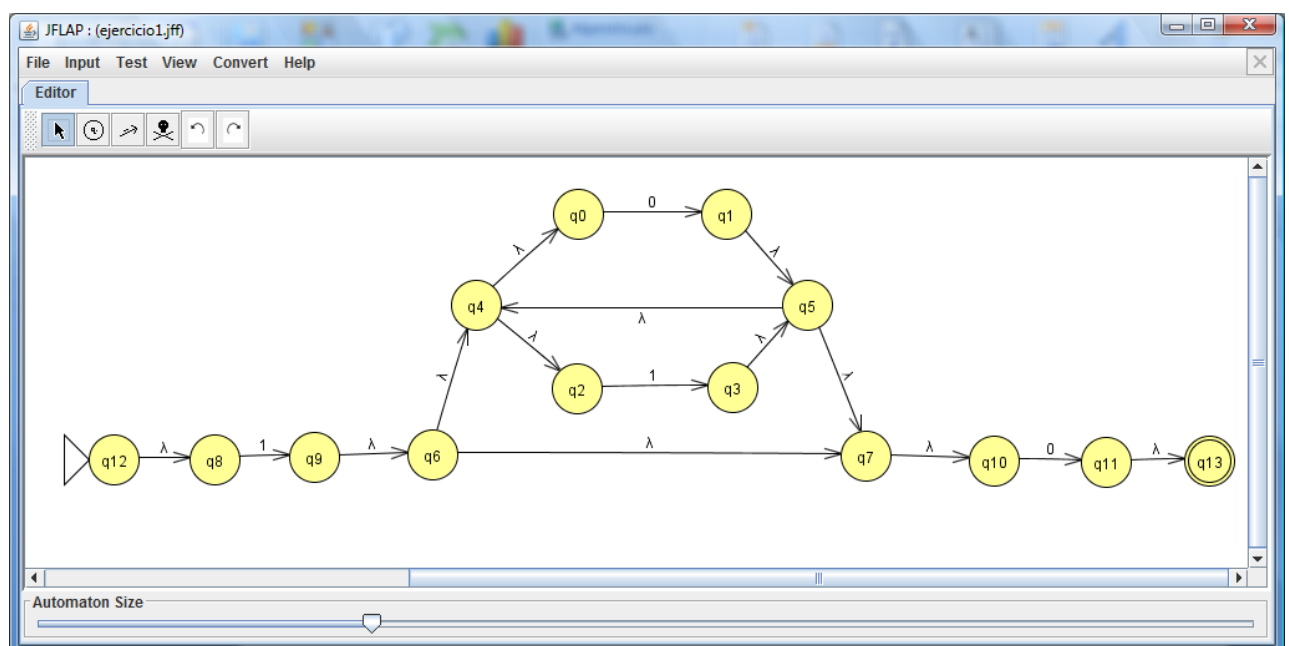 JFLAP : (ejercicio1.jff)
File Input Test View Convert Help
Editor
q0 0 q1
λ λ
q4 λ q5
λ λ
q2 1 q3
λ λ
q12 λ q8 1 q9 λ q6 λ q7 λ q10 0 q11 λ q13
Automaton Size